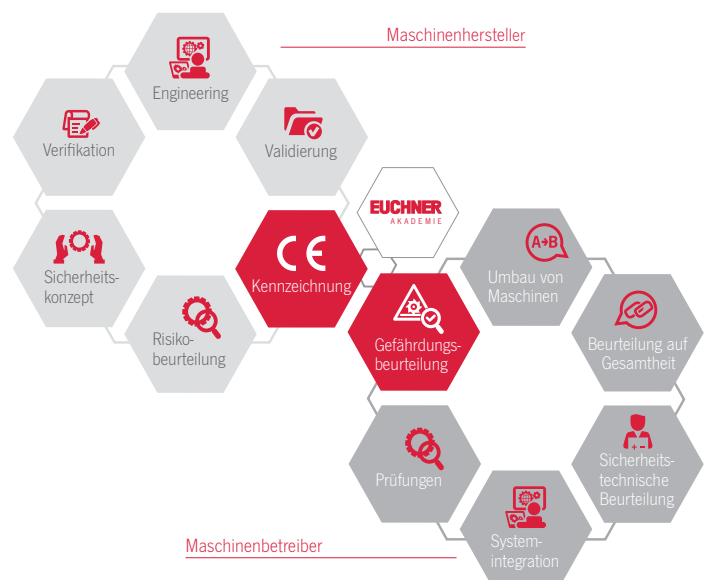 Maschinenhersteller
Engineering
Verifikation
Validierung
EUCHNER
AKADEMIE
Sicherheits-
konzept
CE
Kennzeichnung
A→B
Umbau von
Maschinen
Risiko-
beurteilung
Gefährdungs-
beurteilung
Beurteilung auf
Gesamtheit
Prüfungen
Sicherheits-
technische
Beurteilung
System-
integration
Maschinenbetreiber